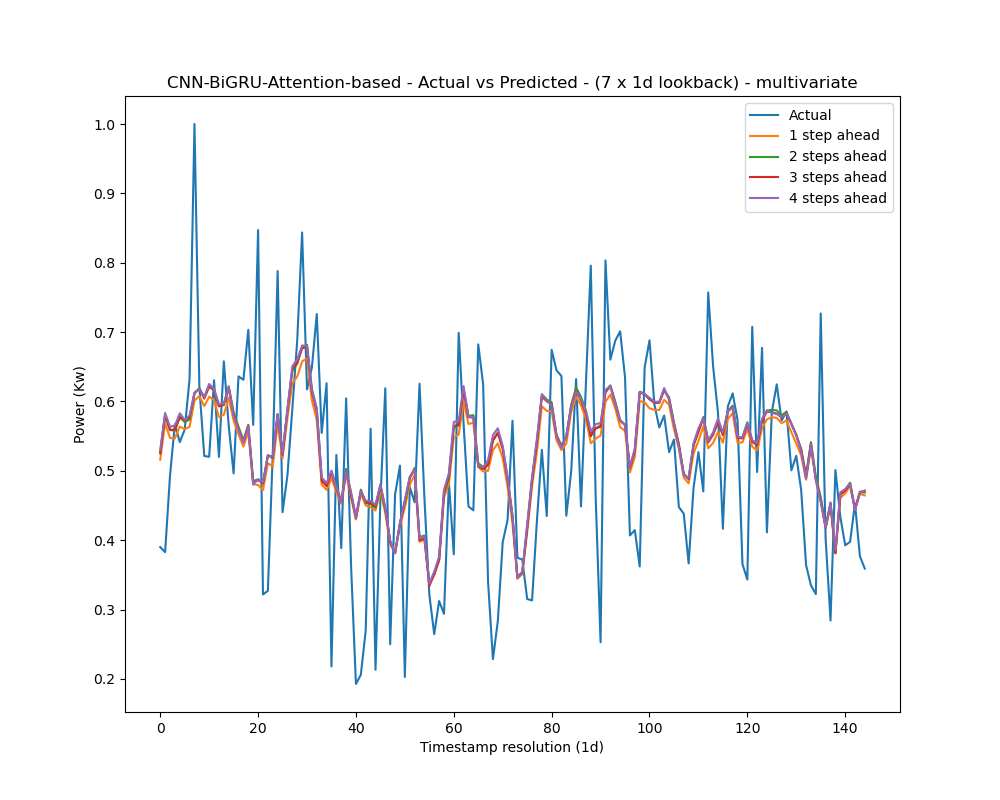 CNN-BiGRU-Attention-based - Actual vs Predicted - (7 x 1d lookback) - multivariate
Actual
1 step ahead
2 steps ahead
3 steps ahead
4 steps ahead
1.0
0.9
0.8
0.7
0.6
0.5
0.4
0.3
0.2
Power (Kw)
0 20 40 60 80 100 120 140
Timestamp resolution (1d)